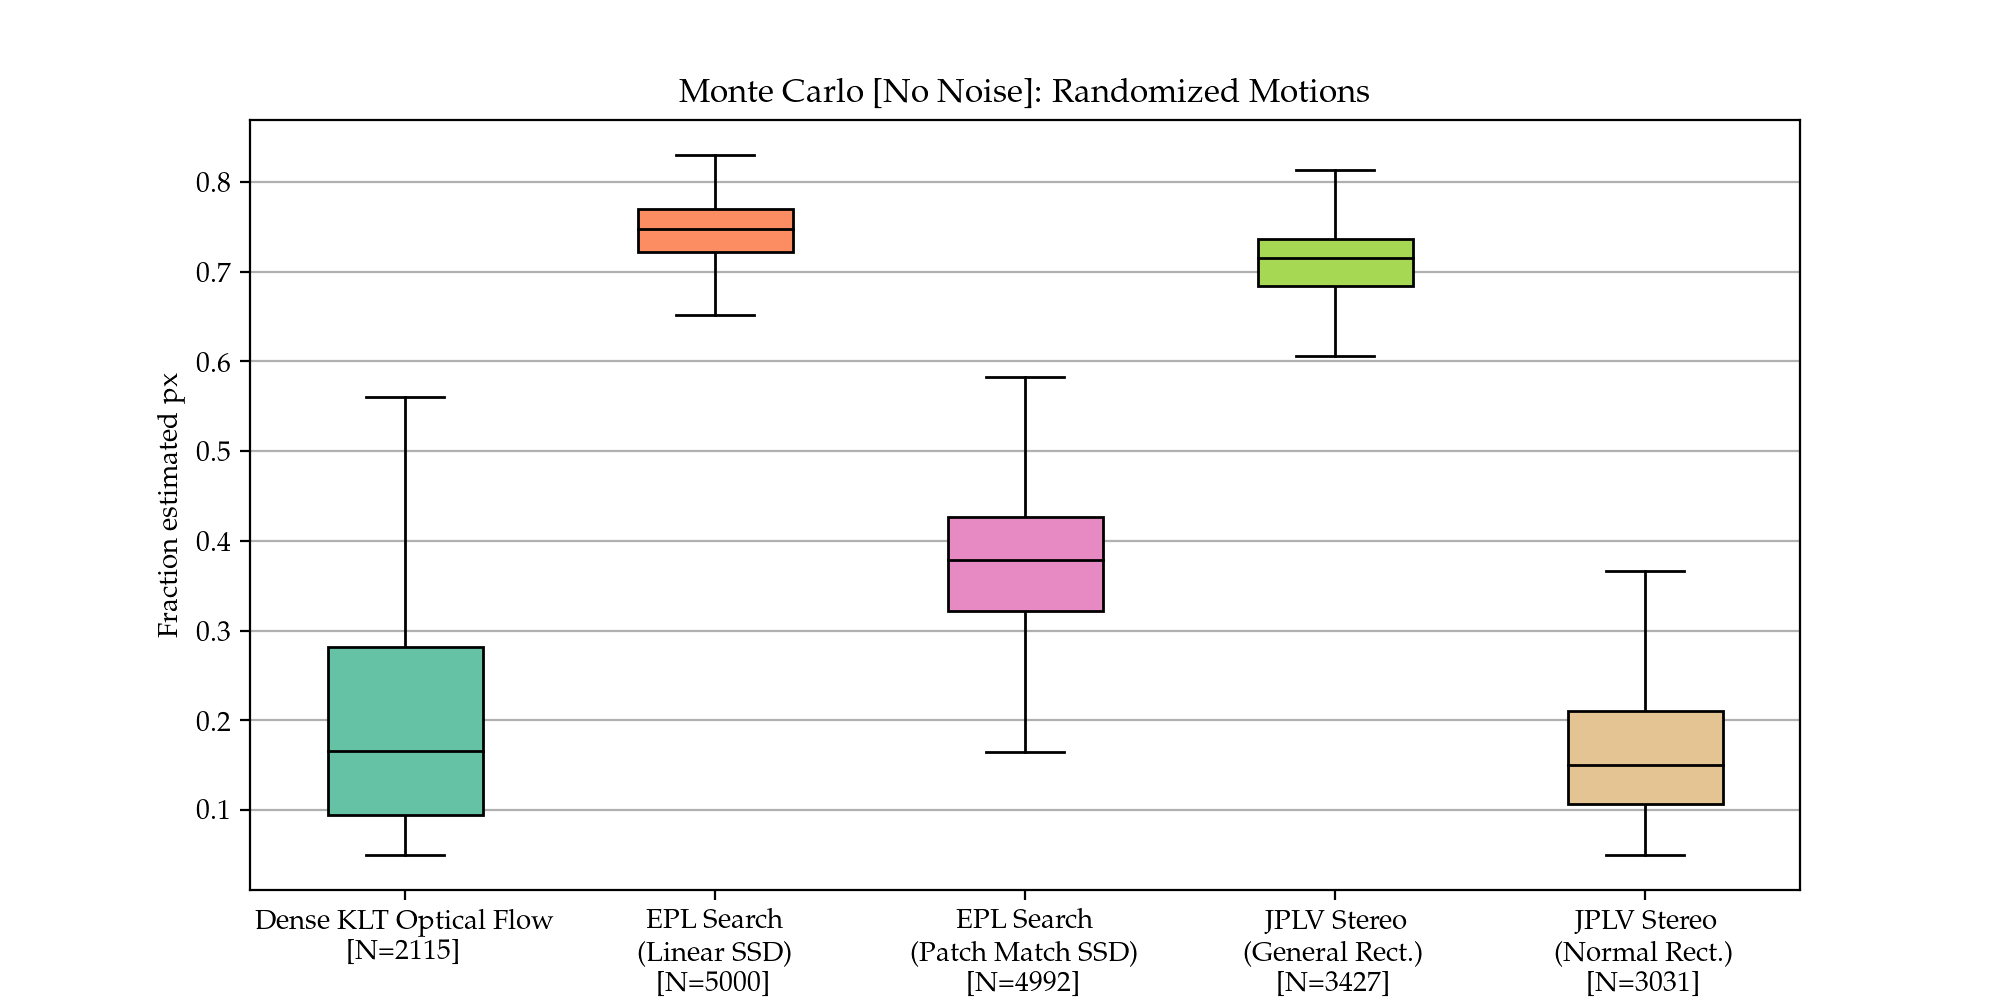 Monte Carlo [No Noise]: Randomized Motions
Fraction estimated px
0.8
0.7
0.6
0.5
0.4
0.3
0.2
0.1
Dense KLT Optical Flow
[N=2115]
EPL Search
(Linear SSD)
[N=5000]
EPL Search
(Patch Match SSD)
[N=4992]
JPLV Stereo
(General Rect.)
[N=3427]
JPLV Stereo
(Normal Rect.)
[N=3031]